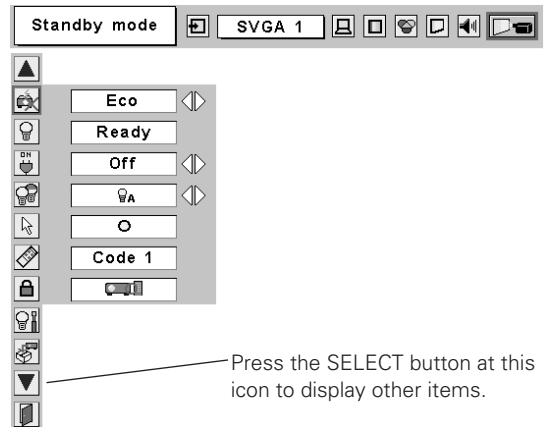 Standby mode
SVGA 1
Eco
Ready
ON
Off
A
Code 1
Press the SELECT button at this
icon to display other items.